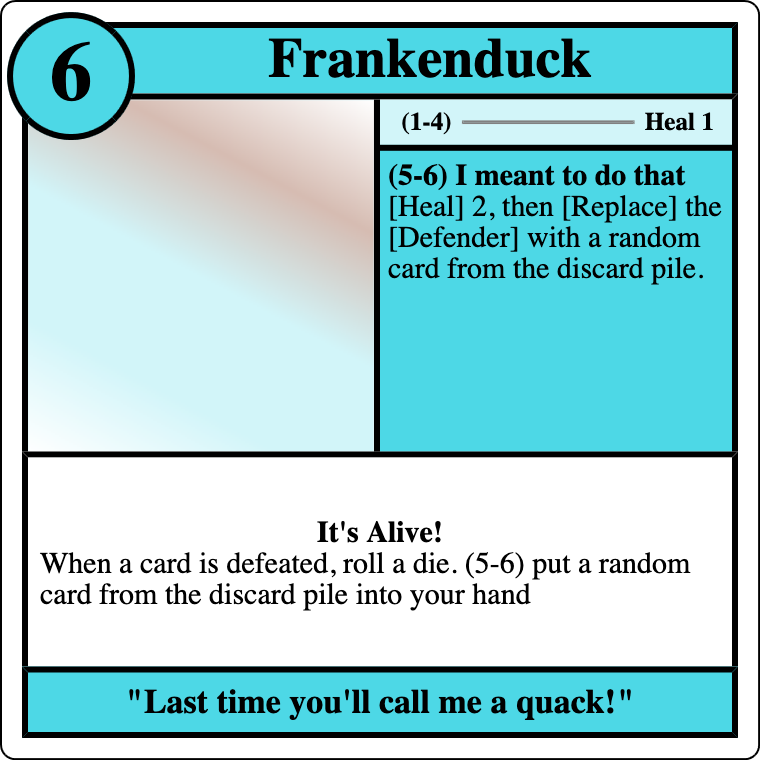 6
Frankenduck
(1-4) Heal 1
(5-6) I meant to do that
[Heal] 2, then [Replace] the
[Defender] with a random
card from the discard pile.
It's Alive!
When a card is defeated, roll a die. (5-6) put a random
card from the discard pile into your hand
"Last time you'll call me a quack!"